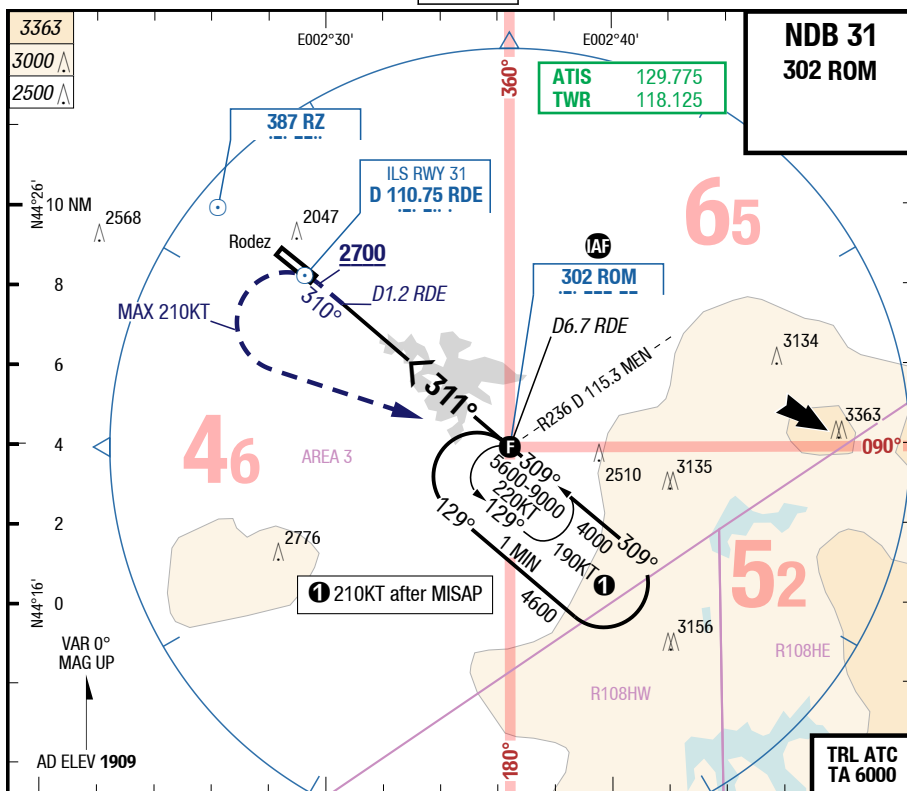 3363
3000
2500
E002°30'
E002°40'
NDB 31
302 ROM
ATIS 129.775
TWR 118.125
360°
387 RZ
ILS RWY 31
D 110.75 RDE
N44°26'
10 NM
2568
2047
65
Rodez
2700
IAF
302 ROM
8
310°
D1.2 RDE
MAX 210KT
D6.7 RDE
3134
6
R236 D 115.3 MEN
311°
3363
4
46
AREA 3
F
090°
309°
5600-9000
220KT
129°
2510
3135
129°
4000
309°
2
1 MIN
190KT
1
2776
52
4600
1 210KT after MISAP
N44°16'
0
3156
VAR 0°
MAG UP
R108HE
R108HW
AD ELEV 1909
180°
TRL ATC
TA 6000